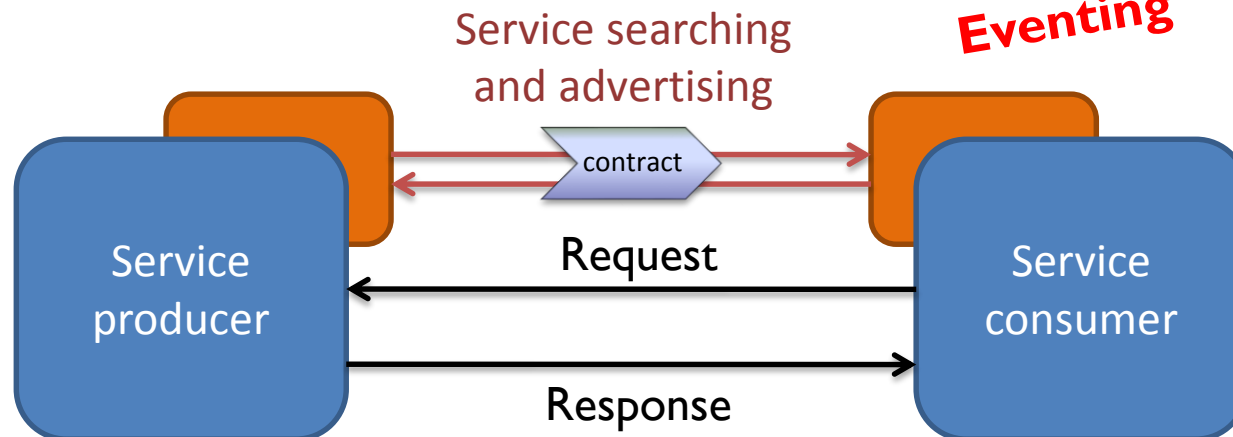 Service searching
and advertising
Eventing
contract
Request
Service
producer
Service
consumer
Response